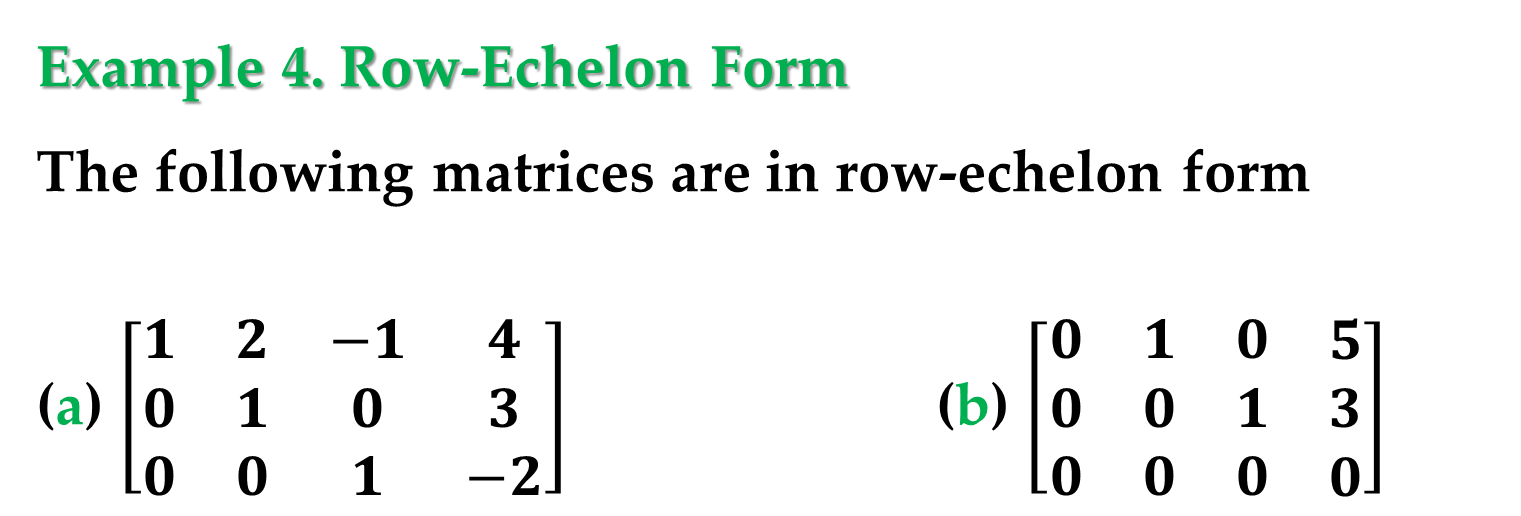 Example 4. Row-Echelon Form
The following matrices are in row-echelon form
(a) [1 2 −1 4
0 1 0 3
0 0 1 −2]
(b) [0 1 0 5
0 0 1 3
0 0 0 0]